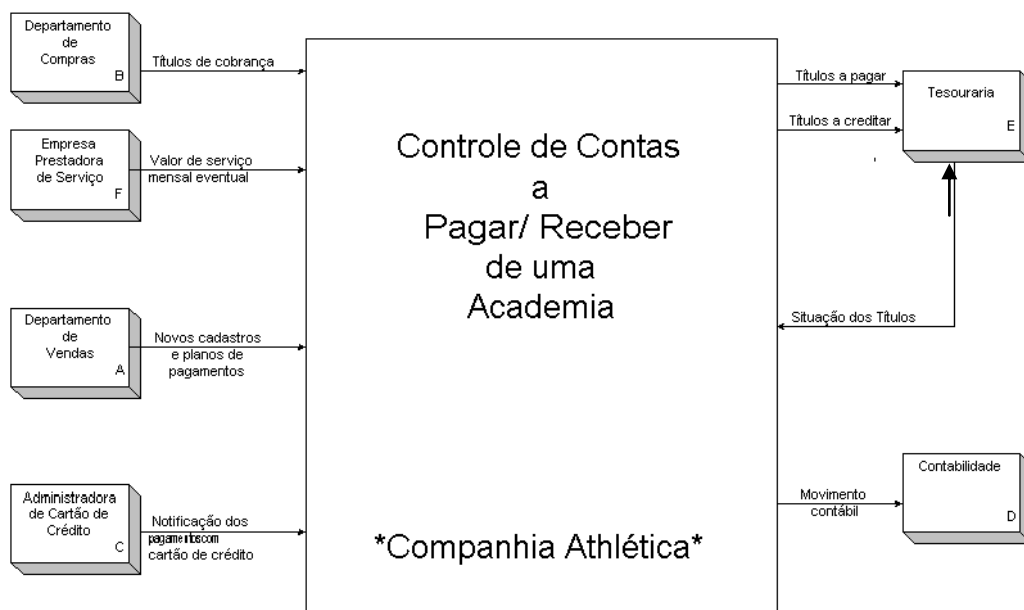 Departamento
de
Compras
B
Títulos de cobrança
Empresa
Prestadora
de Serviço
F
Valor de serviço
mensal eventual
Departamento
de
Vendas
A
Novos cadastros
e planos de
pagamentos
Administradora
de Cartão de
Crédito
C
Notificação dos
pagamentoscom
cartão de crédito
Controle de Contas
a
Pagar/ Receber
de uma
Academia
*Companhia Athlética*
Títulos a pagar
Títulos a creditar
Tesouraria
E
Situação dos Títulos
Movimento
contábil
Contabilidade
D